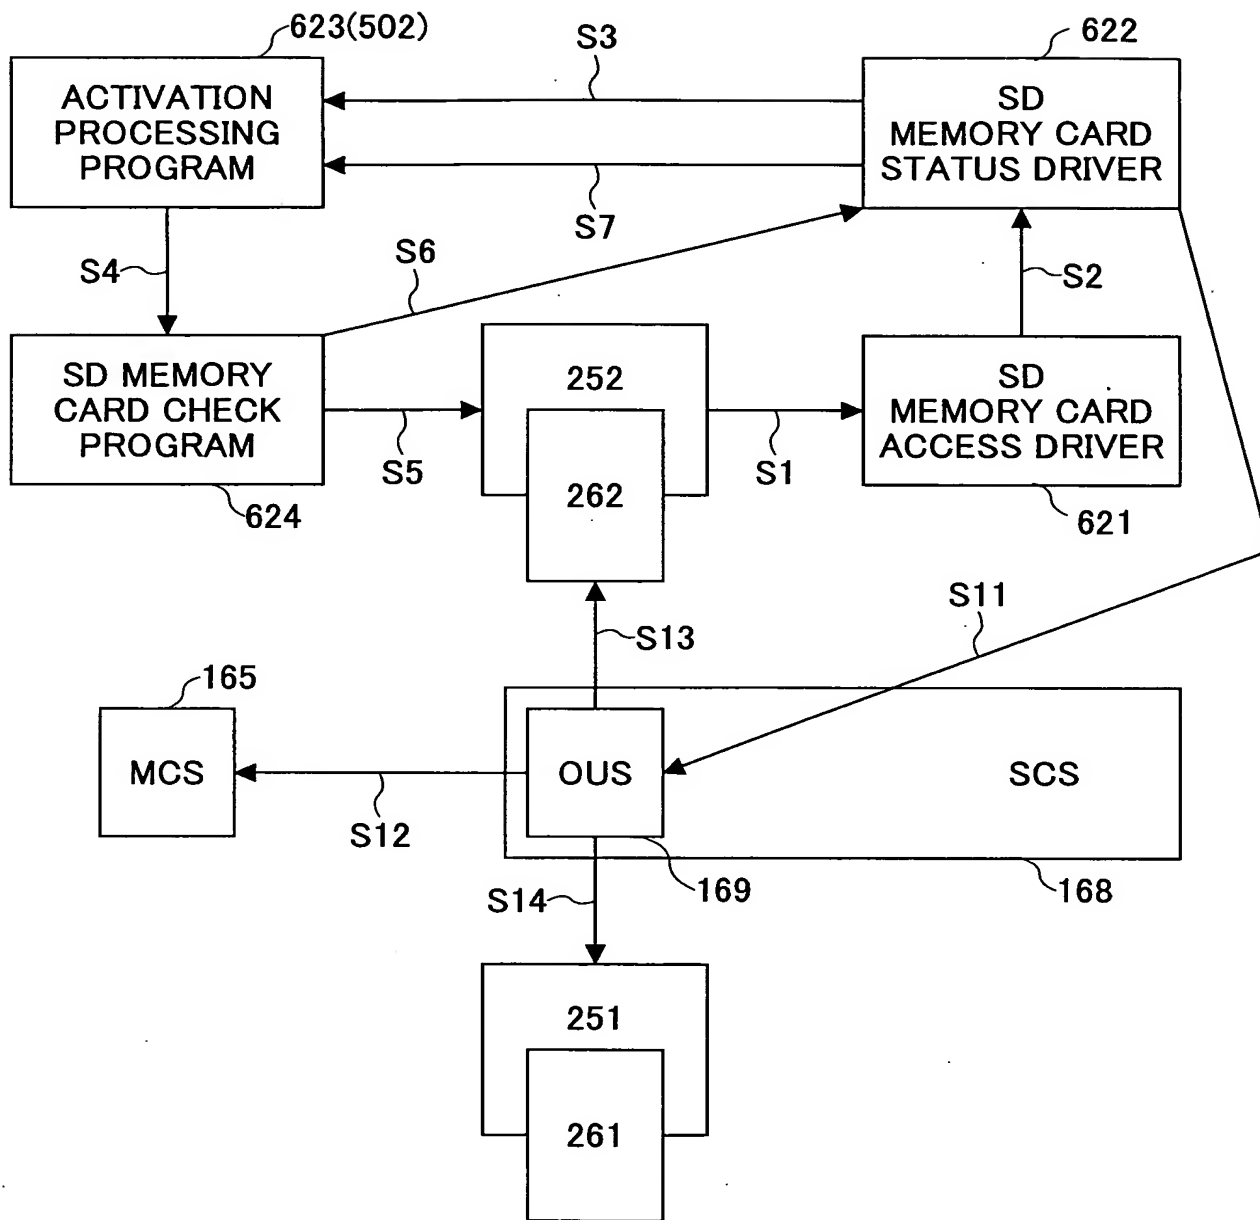 623(502)
S3
622
ACTIVATION
PROCESSING
PROGRAM
SD
MEMORY CARD
STATUS DRIVER
S7
S4
S6
S2
SD MEMORY
CARD CHECK
PROGRAM
252
SD
MEMORY CARD
ACCESS DRIVER
S5
S1
262
624
621
S13
S11
165
MCS
OUS
SCS
S12
S14
169
168
251
261